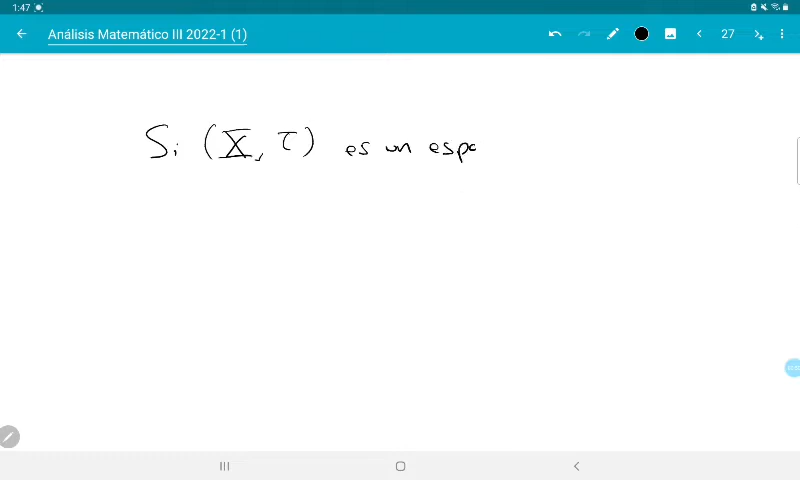 1:47
Análisis Matemático III 2022-1 (1)
27
Si (X, τ) es un espa